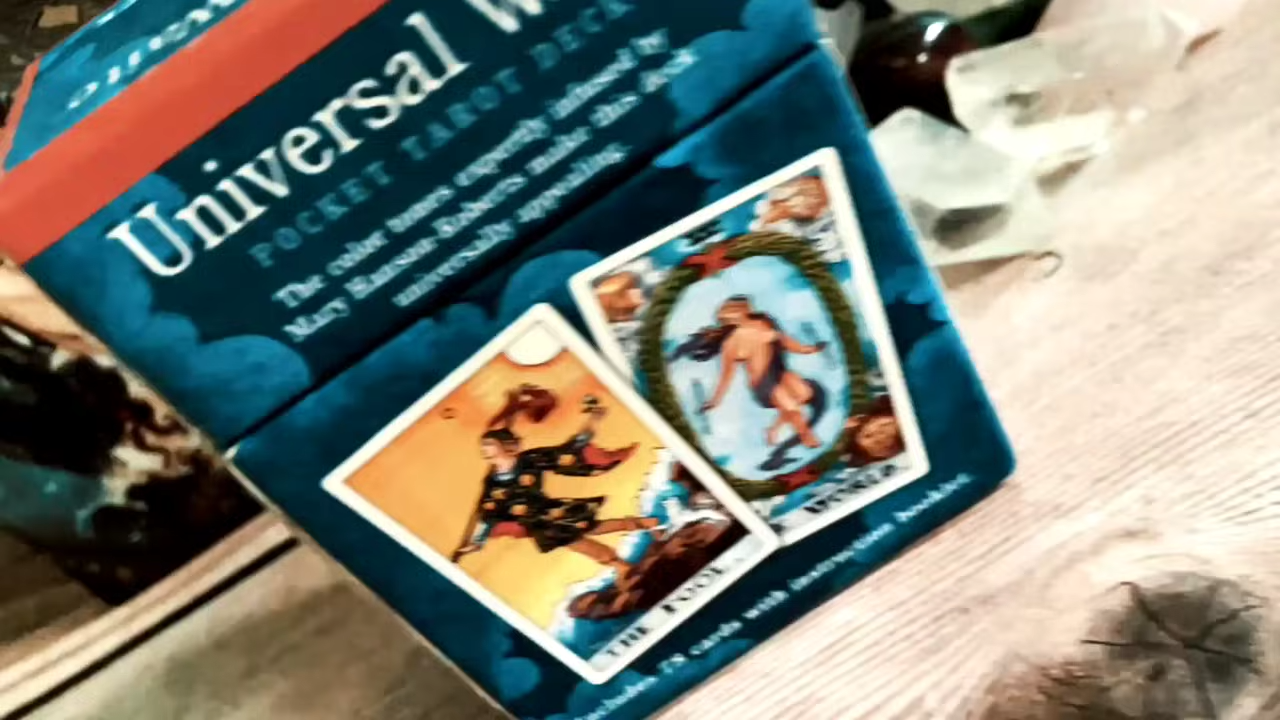 Universal W
POCKET TAROT DECK
The color tones expertly infused by
Mary Hanson-Roberts make this deck
universally appealing
THE FOOL.
WORLD.
78 cards with instruction booklet